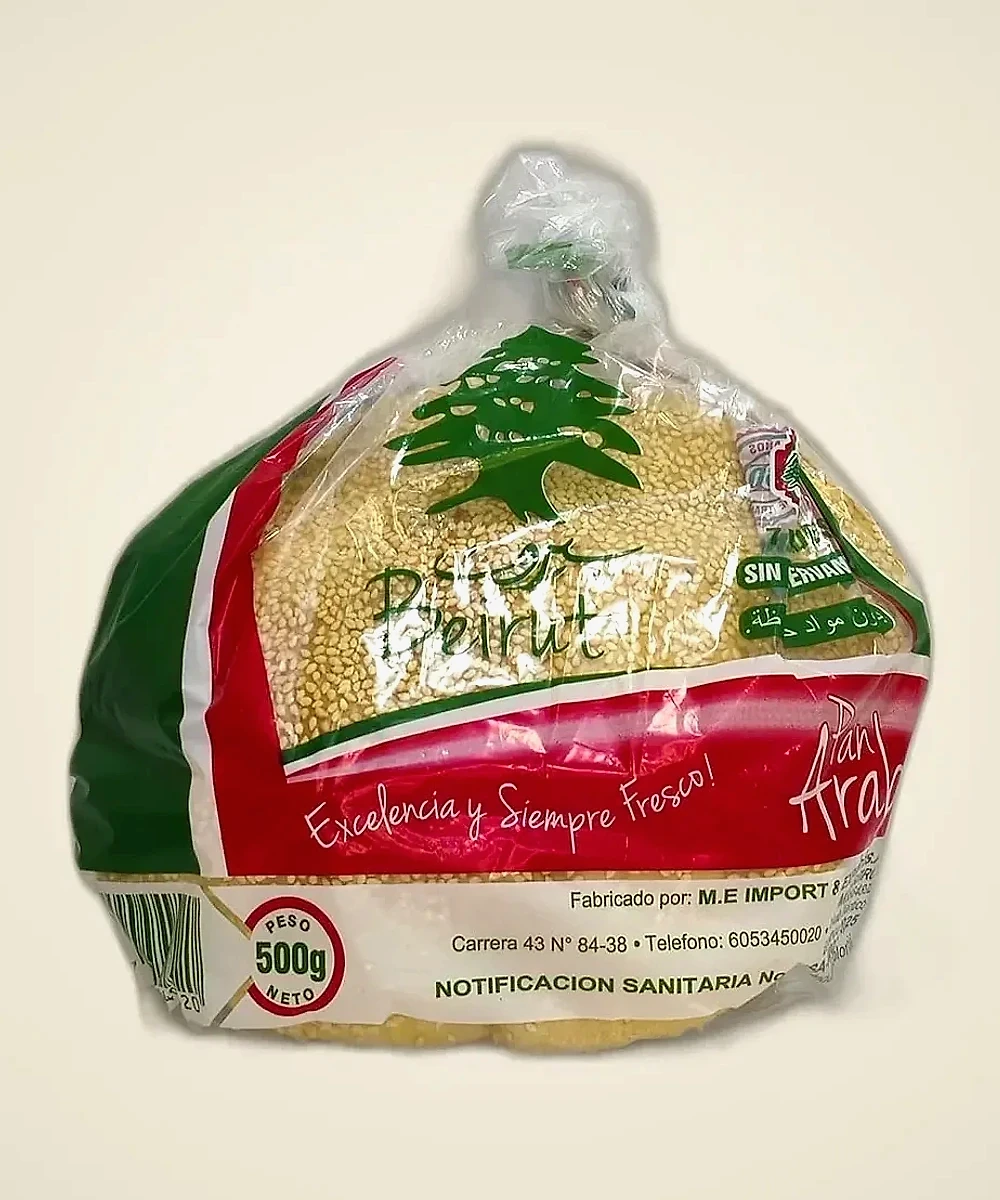 Beirut
SIN
بدون مواد حافظة.
Pan
Arab
Excelencia y Siempre Fresco!
Fabricado por: M.E IMPORT &
Carrera 43 N° 84-38 • Telefono: 6053450020 •
PESO
500g
NETO
NOTIFICACION SANITARIA No
20